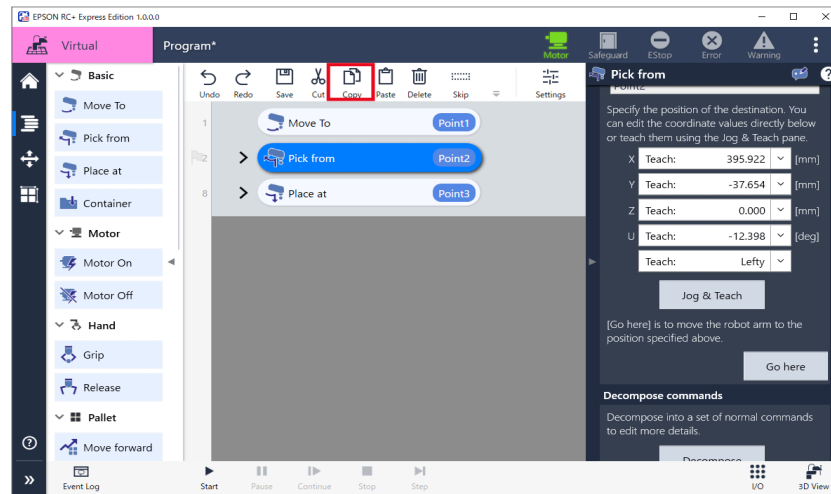 EPSON RC+ Express Edition 1.0.0.0
Virtual
Program*
Motor
Safeguard
EStop
Error
Warning
Basic
Move To
Pick from
Place at
Container
Motor
Motor On
Motor Off
Hand
Grip
Release
Pallet
Move forward
Undo Redo Save Cut Copy Paste Delete Skip Settings
1 Move To Point1
2 Pick from Point2
8 Place at Point3
Pick from
Point2
Specify the position of the destination. You
can edit the coordinate values directly below
or teach them using the Jog & Teach pane.
X Teach: 395.922 [mm]
Y Teach: -37.654 [mm]
Z Teach: 0.000 [mm]
U Teach: -12.398 [deg]
Teach: Lefty
Jog & Teach
[Go here] is to move the robot arm to the
position specified above.
Go here
Decompose commands
Decompose into a set of normal commands
to edit more details.
Decompose
Event Log
Start Pause Continue Stop Step
I/O
3D View